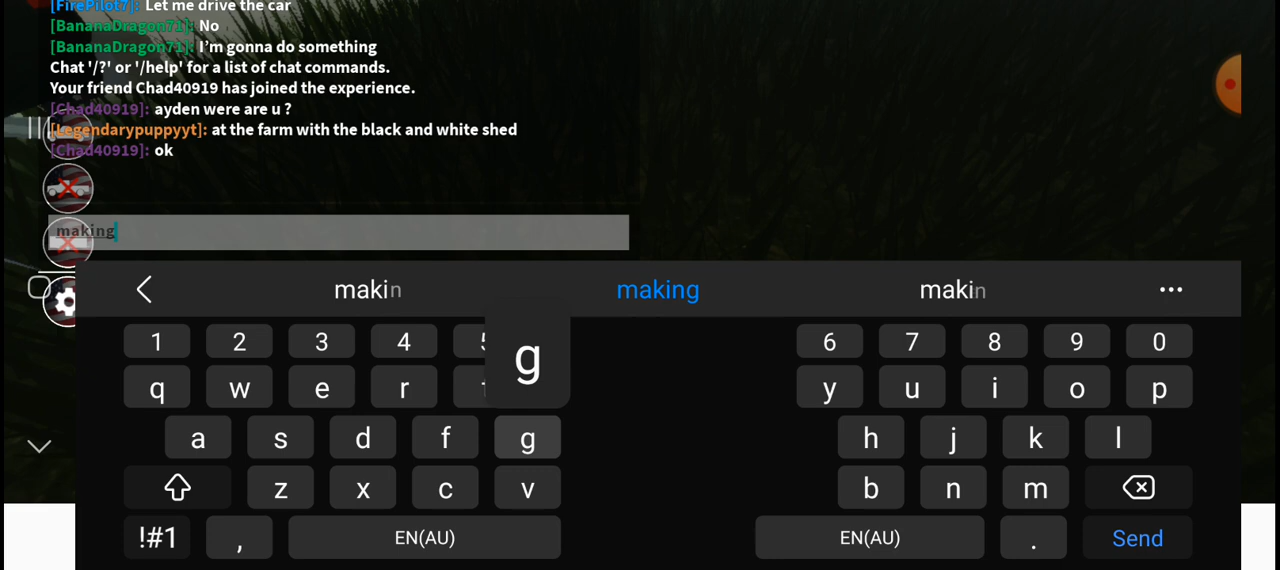 [FirePilot7]: Let me drive the car
[BananaDragon71]: No
[BananaDragon71]: I'm gonna do something
Chat '/?' or '/help' for a list of chat commands.
Your friend Chad40919 has joined the experience.
[Chad40919]: ayden were are u ?
[Legendarypuppyyt]: at the farm with the black and white shed
[Chad40919]: ok
making
makin making makin
1 2 3 4 5 6 7 8 9 0
g
q w e r t y u i o p
a s d f g h j k l
z x c v b n m
!#1 , EN(AU) EN(AU) . Send